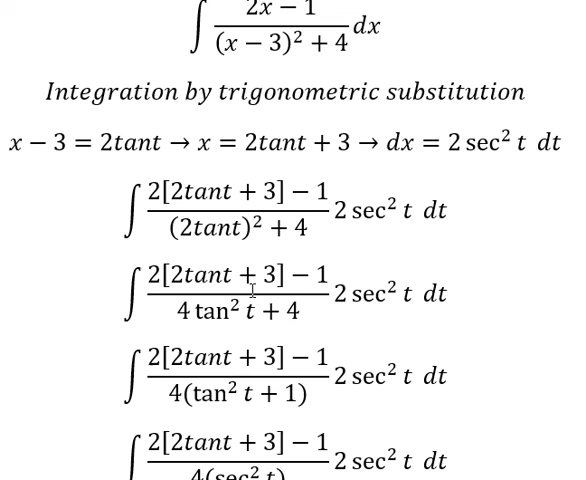 ∫ 2x − 1 / (x − 3)² + 4 dx
Integration by trigonometric substitution
x − 3 = 2tant → x = 2tant + 3 → dx = 2 sec² t dt
∫ 2[2tant + 3] − 1 / (2tant)² + 4 2 sec² t dt
∫ 2[2tant + 3] − 1 / 4 tan² t + 4 2 sec² t dt
∫ 2[2tant + 3] − 1 / 4(tan² t + 1) 2 sec² t dt
∫ 2[2tant + 3] − 1 / 4(sec² t) 2 sec² t dt